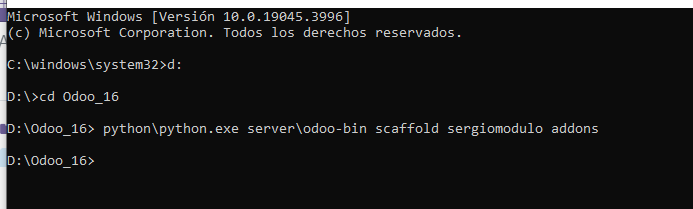 Microsoft Windows [Versión 10.0.19045.3996]
(c) Microsoft Corporation. Todos los derechos reservados.
C:\windows\system32>d:
D:\>cd Odoo_16
D:\Odoo_16> python\python.exe server\odoo-bin scaffold sergiomodulo addons
D:\Odoo_16>